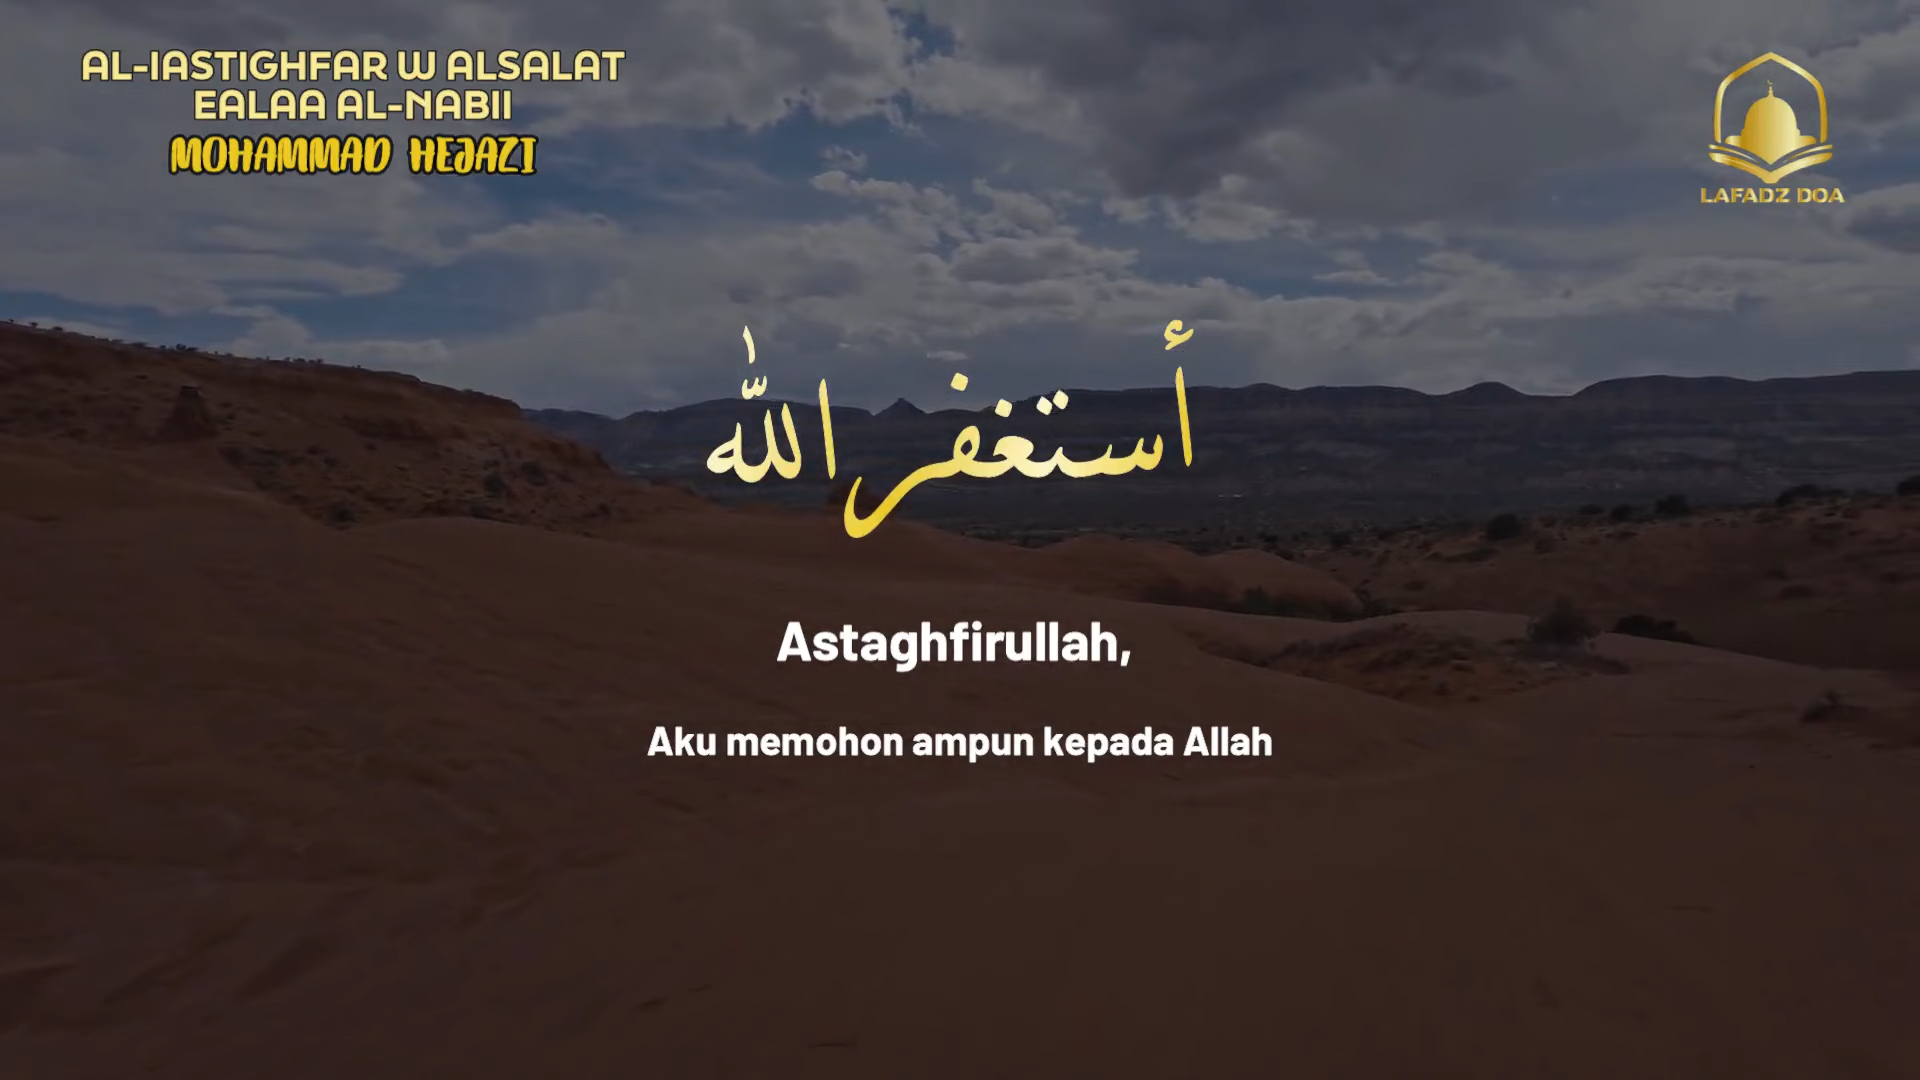 AL-IASTIGHFAR W ALSALAT
EALAA AL-NABII
MOHAMMAD HEJAZI
LAFADZ DOA
أستغفر الله
Astaghfirullah,
Aku memohon ampun kepada Allah